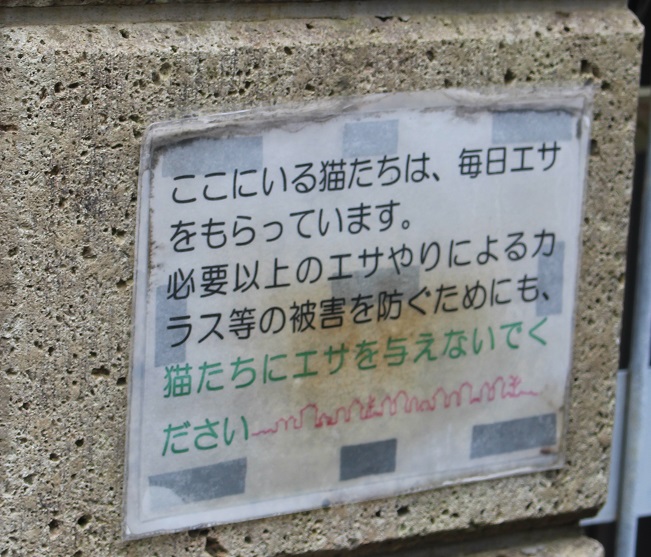 ここにいる猫たちは、毎日エサ
をもらっています。
必要以上のエサやりによるカ
ラス等の被害を防ぐためにも、
猫たちにエサを与えないでく
ださい